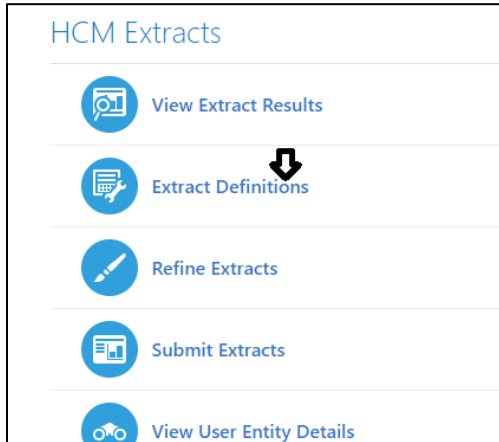 HCM Extracts
View Extract Results
Extract Definitions
Refine Extracts
Submit Extracts
View User Entity Details